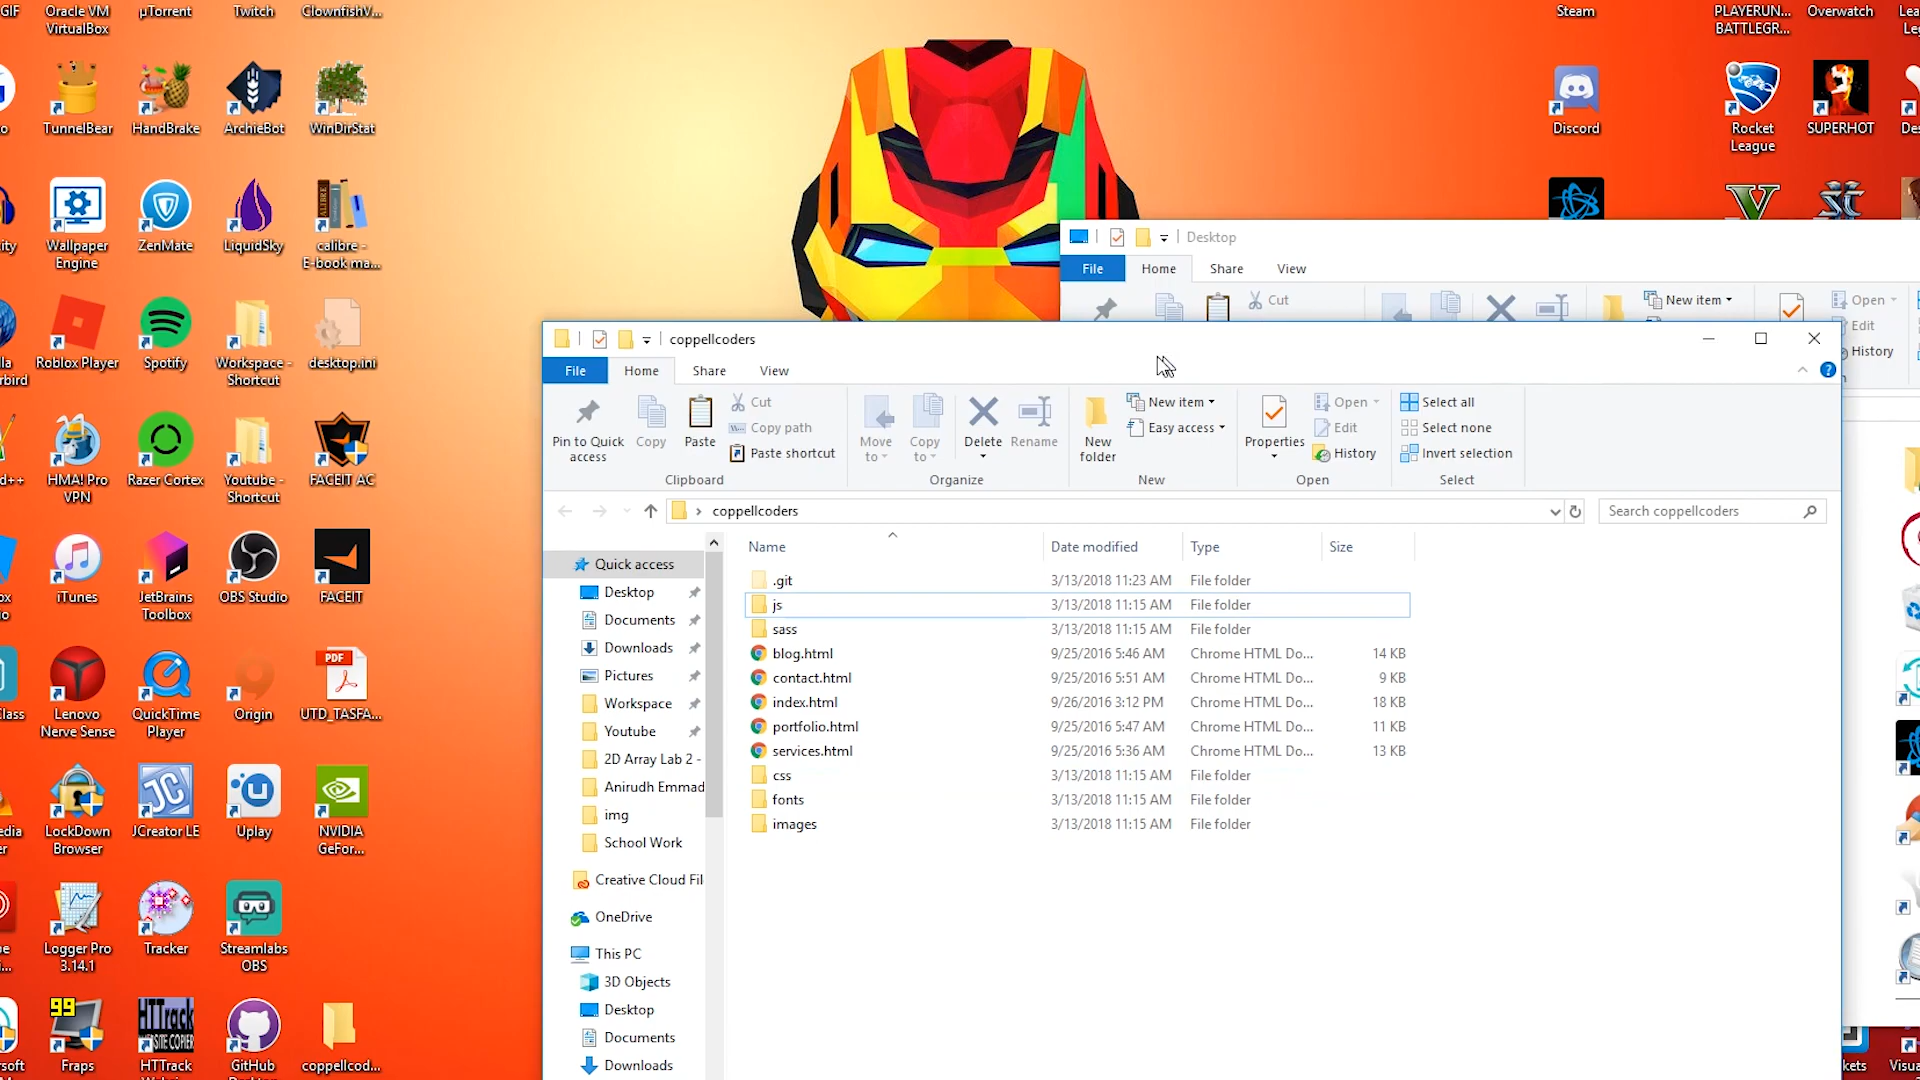 GIF
Oracle VM
VirtualBox
µTorrent
Twitch
ClownfishV...
Steam
PLAYERUN...
BATTLEGR...
Overwatch
TunnelBear
HandBrake
ArchieBot
WinDirStat
Discord
Rocket
League
SUPERHOT
Wallpaper
Engine
ZenMate
LiquidSky
CALIBRE
calibre -
E-book ma...
Roblox Player
Spotify
Workspace -
Shortcut
desktop.ini
HMA! Pro
VPN
Razer Cortex
Youtube -
Shortcut
FACEIT AC
iTunes
JetBrains
Toolbox
OBS Studio
FACEIT
Lenovo
Nerve Sense
QuickTime
Player
Origin
PDF
UTD_TASFA...
LockDown
Browser
JC
JCreator LE
Uplay
NVIDIA
GeFor...
Logger Pro
3.14.1
Tracker
Streamlabs
OBS
99
Fraps
HTTrack
WEBSITE COPIER
HTTrack
GitHub
coppellcod...
Desktop
File
Home
Share
View
Cut
New item
Open
Edit
History
coppellcoders
File
Home
Share
View
Pin to Quick
access
Copy
Paste
Cut
Copy path
Paste shortcut
Clipboard
Move
to
Copy
to
Delete
Rename
Organize
New
folder
New item
Easy access
New
Properties
Open
Edit
History
Open
Select all
Select none
Invert selection
Select
coppellcoders
Search coppellcoders
Quick access
Desktop
Documents
Downloads
Pictures
Workspace
Youtube
2D Array Lab 2 -
Anirudh Emmad
img
School Work
Creative Cloud Fil
OneDrive
This PC
3D Objects
Desktop
Documents
Downloads
Name Date modified Type Size
.git 3/13/2018 11:23 AM File folder
js 3/13/2018 11:15 AM File folder
sass 3/13/2018 11:15 AM File folder
blog.html 9/25/2016 5:46 AM Chrome HTML Do... 14 KB
contact.html 9/25/2016 5:51 AM Chrome HTML Do... 9 KB
index.html 9/26/2016 3:12 PM Chrome HTML Do... 18 KB
portfolio.html 9/25/2016 5:47 AM Chrome HTML Do... 11 KB
services.html 9/25/2016 5:36 AM Chrome HTML Do... 13 KB
css 3/13/2018 11:15 AM File folder
fonts 3/13/2018 11:15 AM File folder
images 3/13/2018 11:15 AM File folder